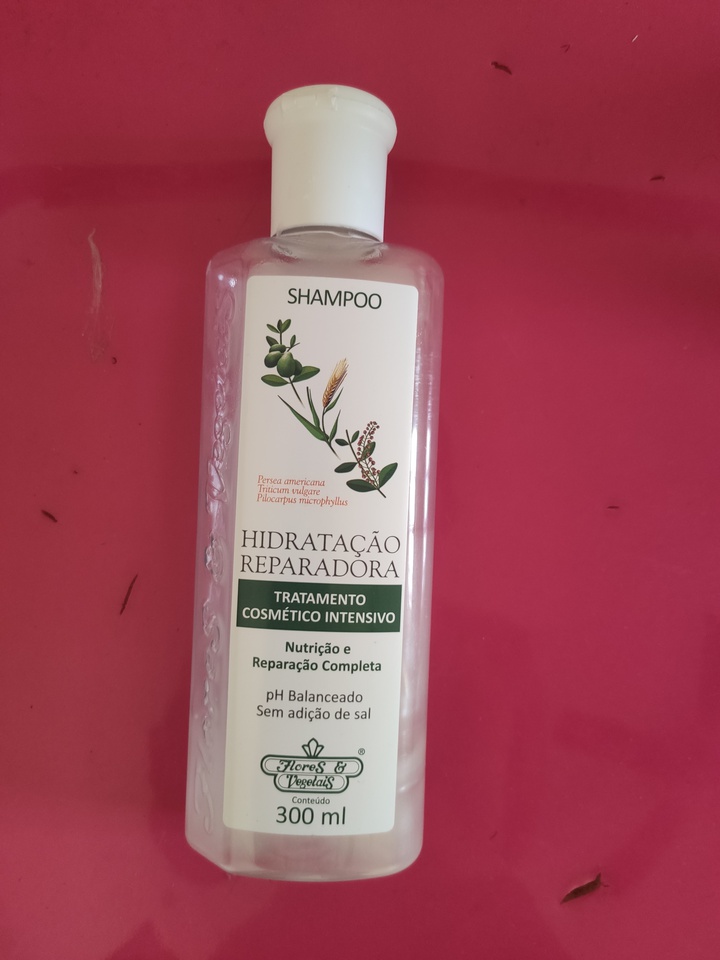 SHAMPOO
Persea americana
Triticum vulgare
Pilocarpus microphyllus
HIDRATAÇÃO
REPARADORA
TRATAMENTO
COSMÉTICO INTENSIVO
Nutrição e
Reparação Completa
pH Balanceado
Sem adição de sal
Flores &
Vegetais
®
Conteúdo
300 ml